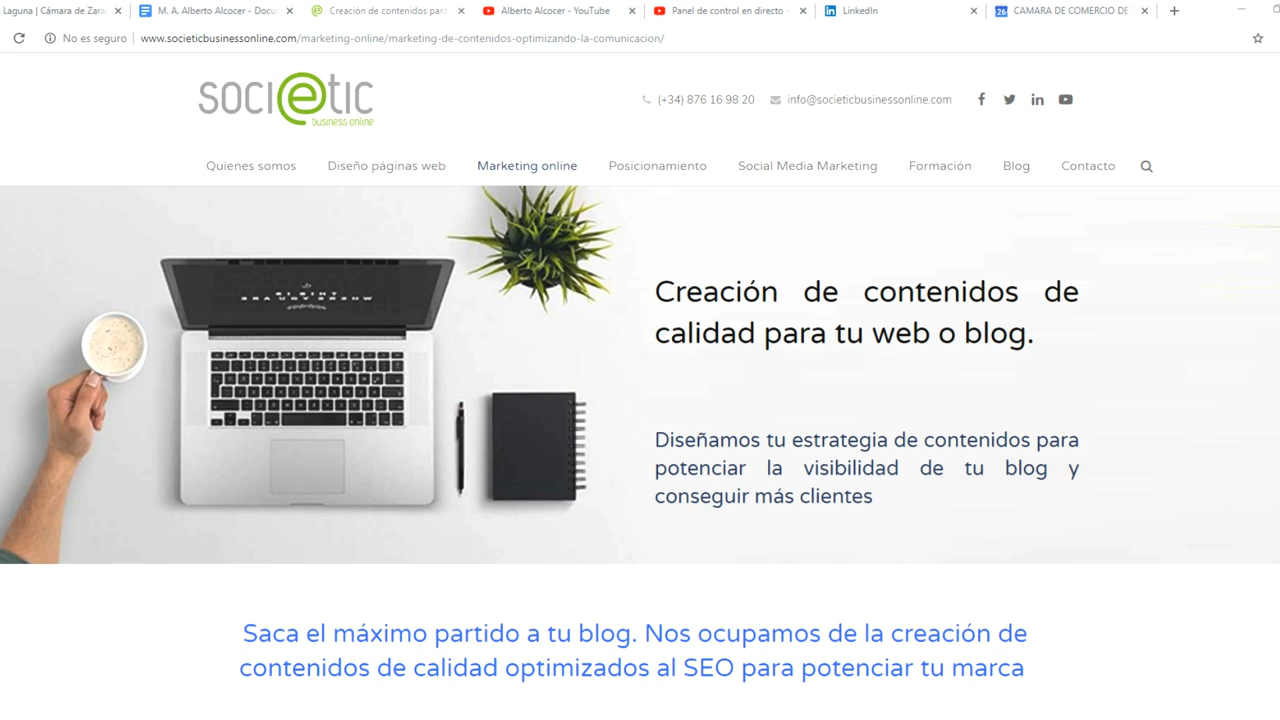 Laguna | Cámara de Zara
M. A. Alberto Alcocer - Docu
Creación de contenidos para
Alberto Alcocer - YouTube
Panel de control en directo -
LinkedIn
26
CAMARA DE COMERCIO DE
No es seguro
www.societicbusinessonline.com/marketing-online/marketing-de-contenidos-optimizando-la-comunicacion/
societic
business online
(+34) 876 16 98 20
info@societicbusinessonline.com
Quienes somos
Diseño páginas web
Marketing online
Posicionamiento
Social Media Marketing
Formación
Blog
Contacto
Creación de contenidos de
calidad para tu web o blog.
Diseñamos tu estrategia de contenidos para
potenciar la visibilidad de tu blog y
conseguir más clientes
Saca el máximo partido a tu blog. Nos ocupamos de la creación de
contenidos de calidad optimizados al SEO para potenciar tu marca